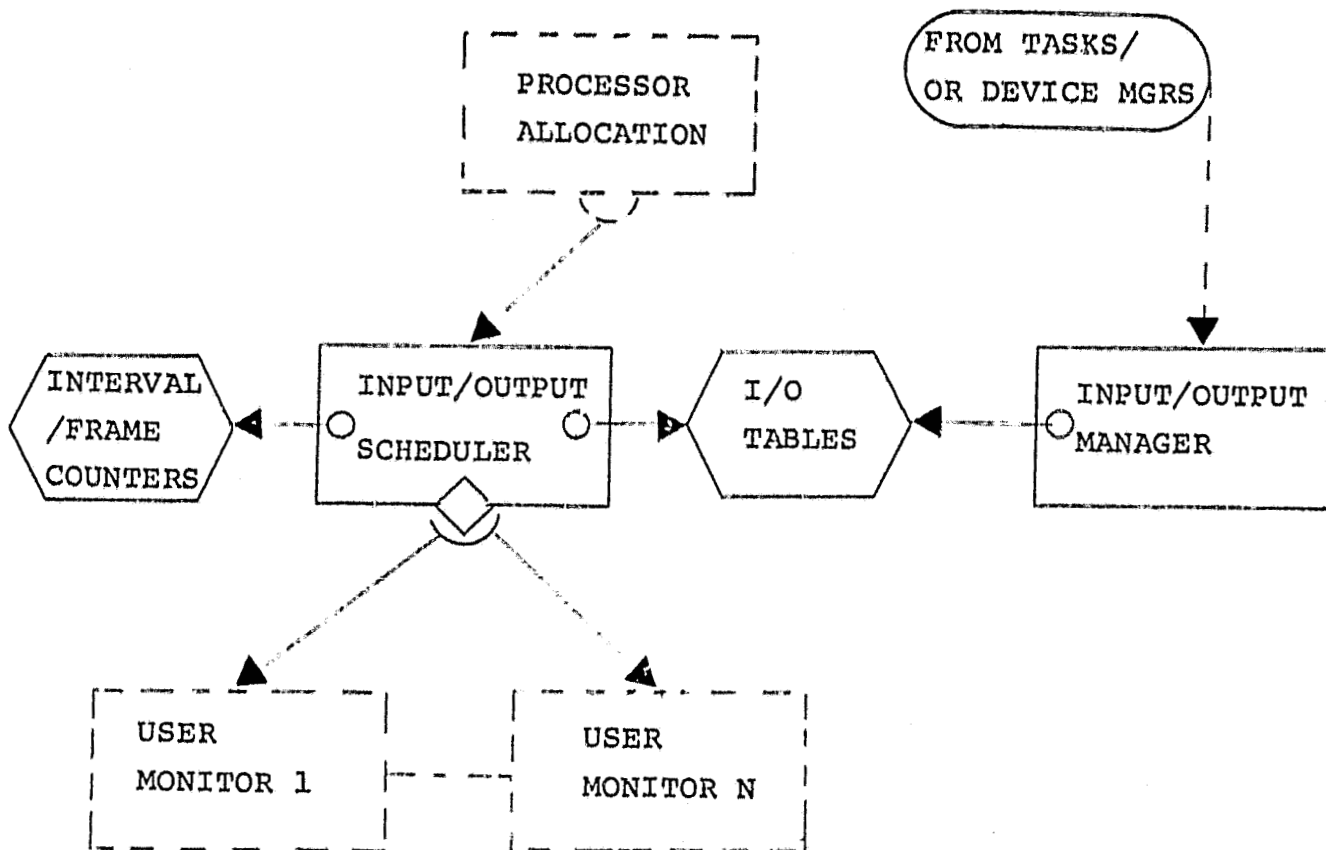 PROCESSOR
ALLOCATION
FROM TASKS/
OR DEVICE MGRS
INTERVAL
/FRAME
COUNTERS
INPUT/OUTPUT
SCHEDULER
I/O
TABLES
INPUT/OUTPUT
MANAGER
USER
MONITOR 1
USER
MONITOR N